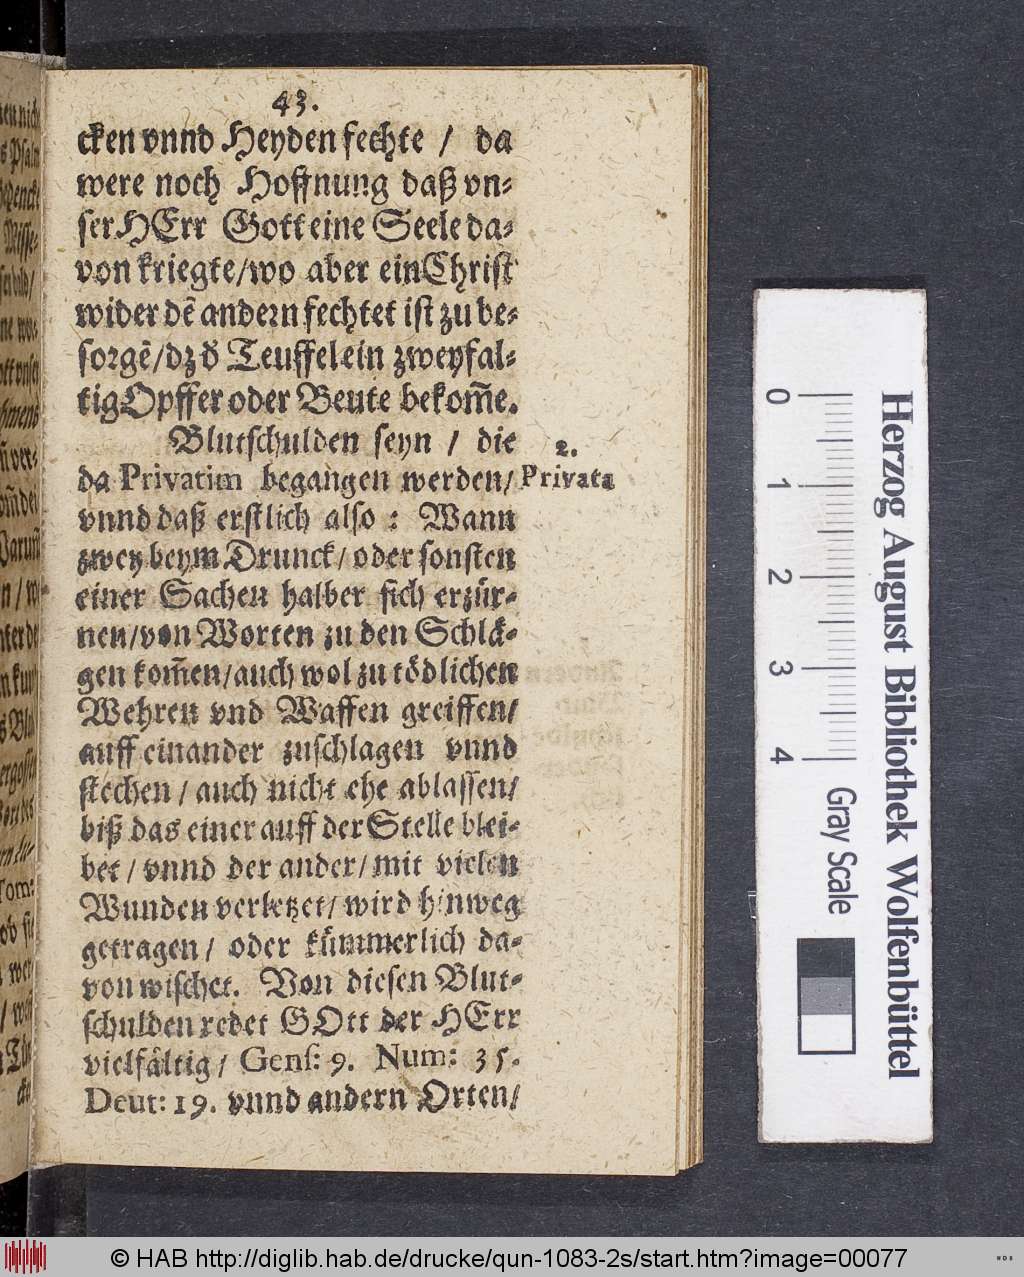 43.
cken vnnd Heyden fechte / da
were noch Hoffnung daß vn-
ser HErr Gott eine Seele da-
von kriegte/wo aber ein Christ
wider dẽ andern fechtet ist zu be-
sorgẽ/dz d̓ Teuffel ein zweyfal-
tig Opffer oder Beute bekom̃e.
Blutschulden seyn / die
da Privatim begangen werden/
2.
Privata
vnnd daß erstlich also : Wann
zwey beym Drunck/ oder sonsten
einer Sachen halber sich erzür-
nen/von Worten zu den Schlä-
gen kom̃en/auch wol zu tödlichen
Wehren vnd Waffen greiffen/
auff einander zuschlagen vnnd
stechen / auch nicht ehe ablassen/
biß das einer auff der Stelle blei-
bet / vnnd der ander/ mit vielen
Wunden verletzet/ wird hinweg
getragen / oder kümmerlich da-
von wischet. Von diesen Blut-
schulden redet GOtt der HErr
vielfältig / Gens: 9. Num: 35.
Deut: 19. vnnd andern Orten/
Herzog August Bibliothek Wolfenbüttel
0 1 2 3 4
Gray Scale
© HAB http://diglib.hab.de/drucke/qun-1083-2s/start.htm?image=00077